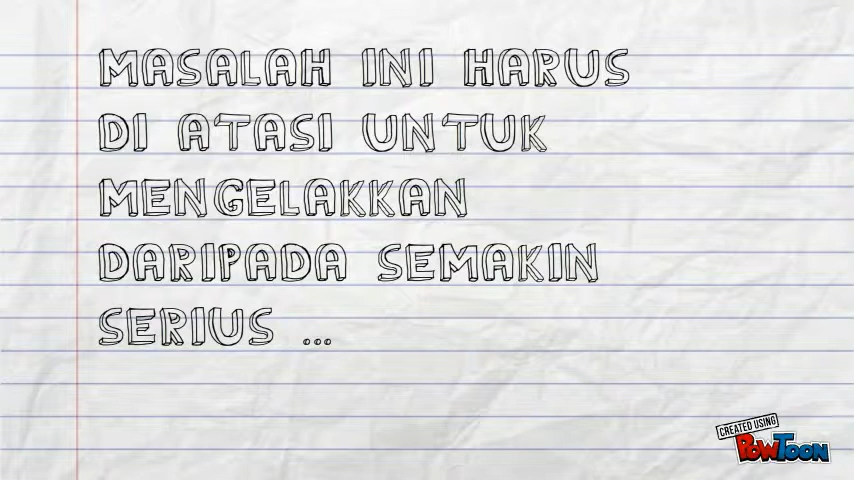 MASALAH INI HARUS
DI ATASI UNTUK
MENGELAKKAN
DARIPADA SEMAKIN
SERIUS ...
CREATED USING
POWTOON